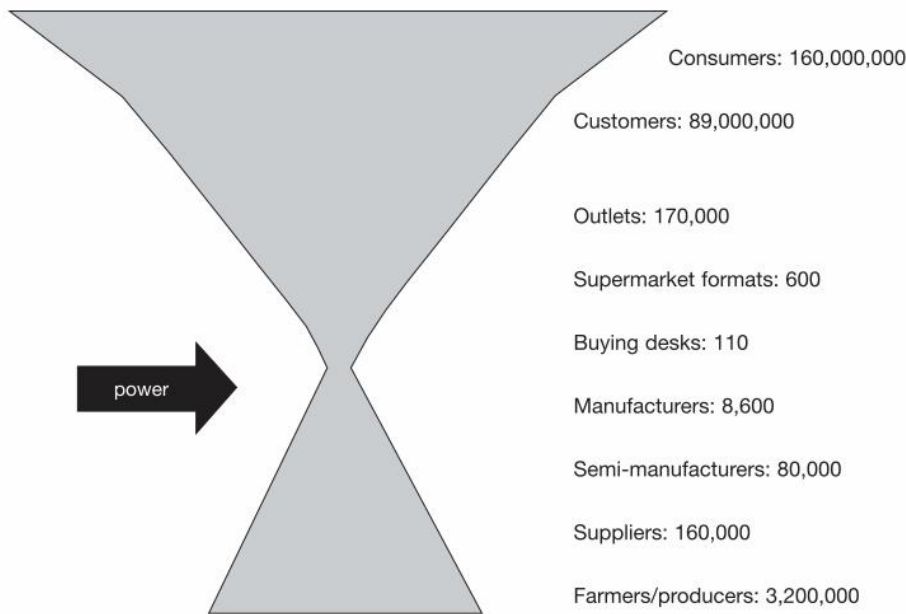 Consumers: 160,000,000
Customers: 89,000,000
Outlets: 170,000
Supermarket formats: 600
Buying desks: 110
power
Manufacturers: 8,600
Semi-manufacturers: 80,000
Suppliers: 160,000
Farmers/producers: 3,200,000